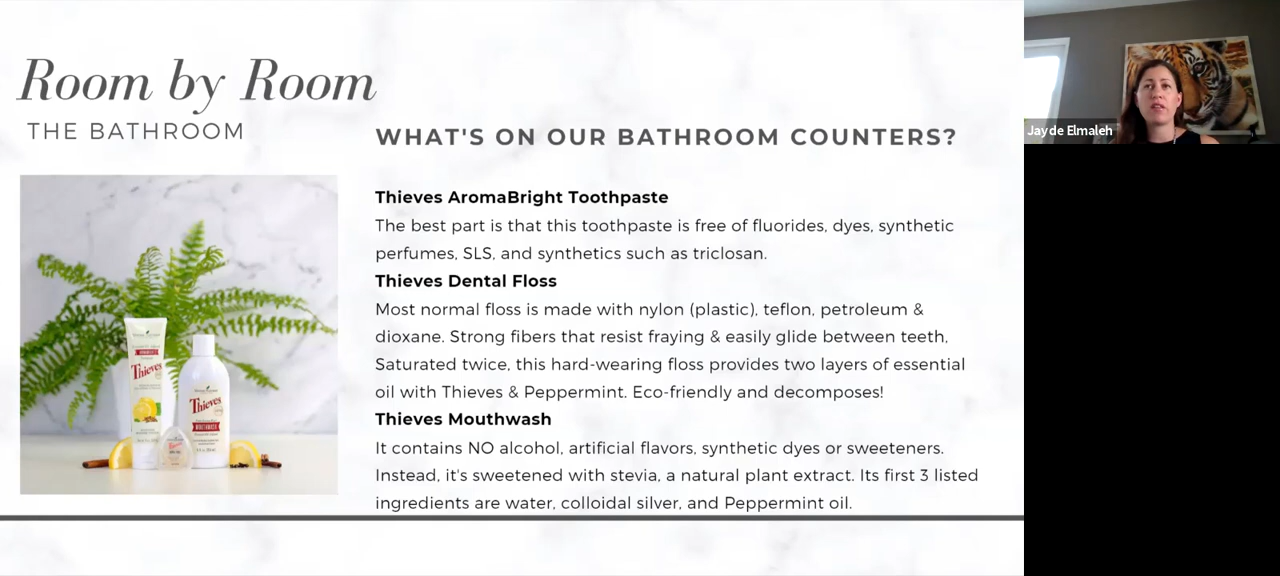 Room by Room
THE BATHROOM
WHAT'S ON OUR BATHROOM COUNTERS?
Thieves AromaBright Toothpaste
The best part is that this toothpaste is free of fluorides, dyes, synthetic
perfumes, SLS, and synthetics such as triclosan.
Thieves Dental Floss
Most normal floss is made with nylon (plastic), teflon, petroleum &
dioxane. Strong fibers that resist fraying & easily glide between teeth,
Saturated twice, this hard-wearing floss provides two layers of essential
oil with Thieves & Peppermint. Eco-friendly and decomposes!
Thieves Mouthwash
It contains NO alcohol, artificial flavors, synthetic dyes or sweeteners.
Instead, it's sweetened with stevia, a natural plant extract. Its first 3 listed
ingredients are water, colloidal silver, and Peppermint oil.
Thieves
Thieves
MOUTHWASH
Jayde Elmaleh